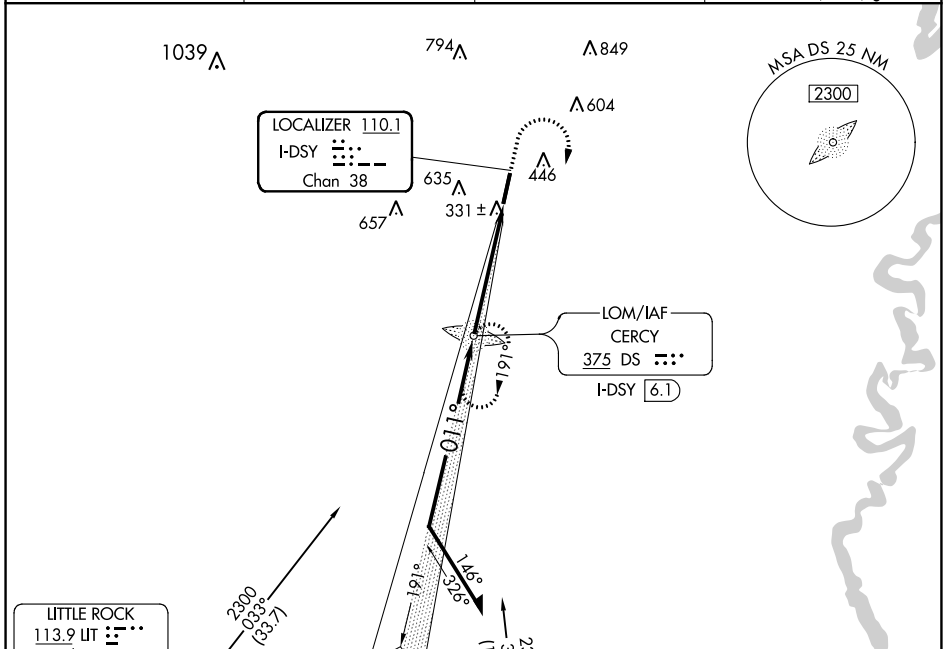 1039
794
849
MSA DS 25 NM
2300
604
LOCALIZER 110.1
I-DSY
Chan 38
635
446
657
331 ±
LOM/IAF
CERCY
375 DS
I-DSY 6.1
191°
011°
146°
326°
191°
2300
033°
(33.7)
LITTLE ROCK
113.9 LIT